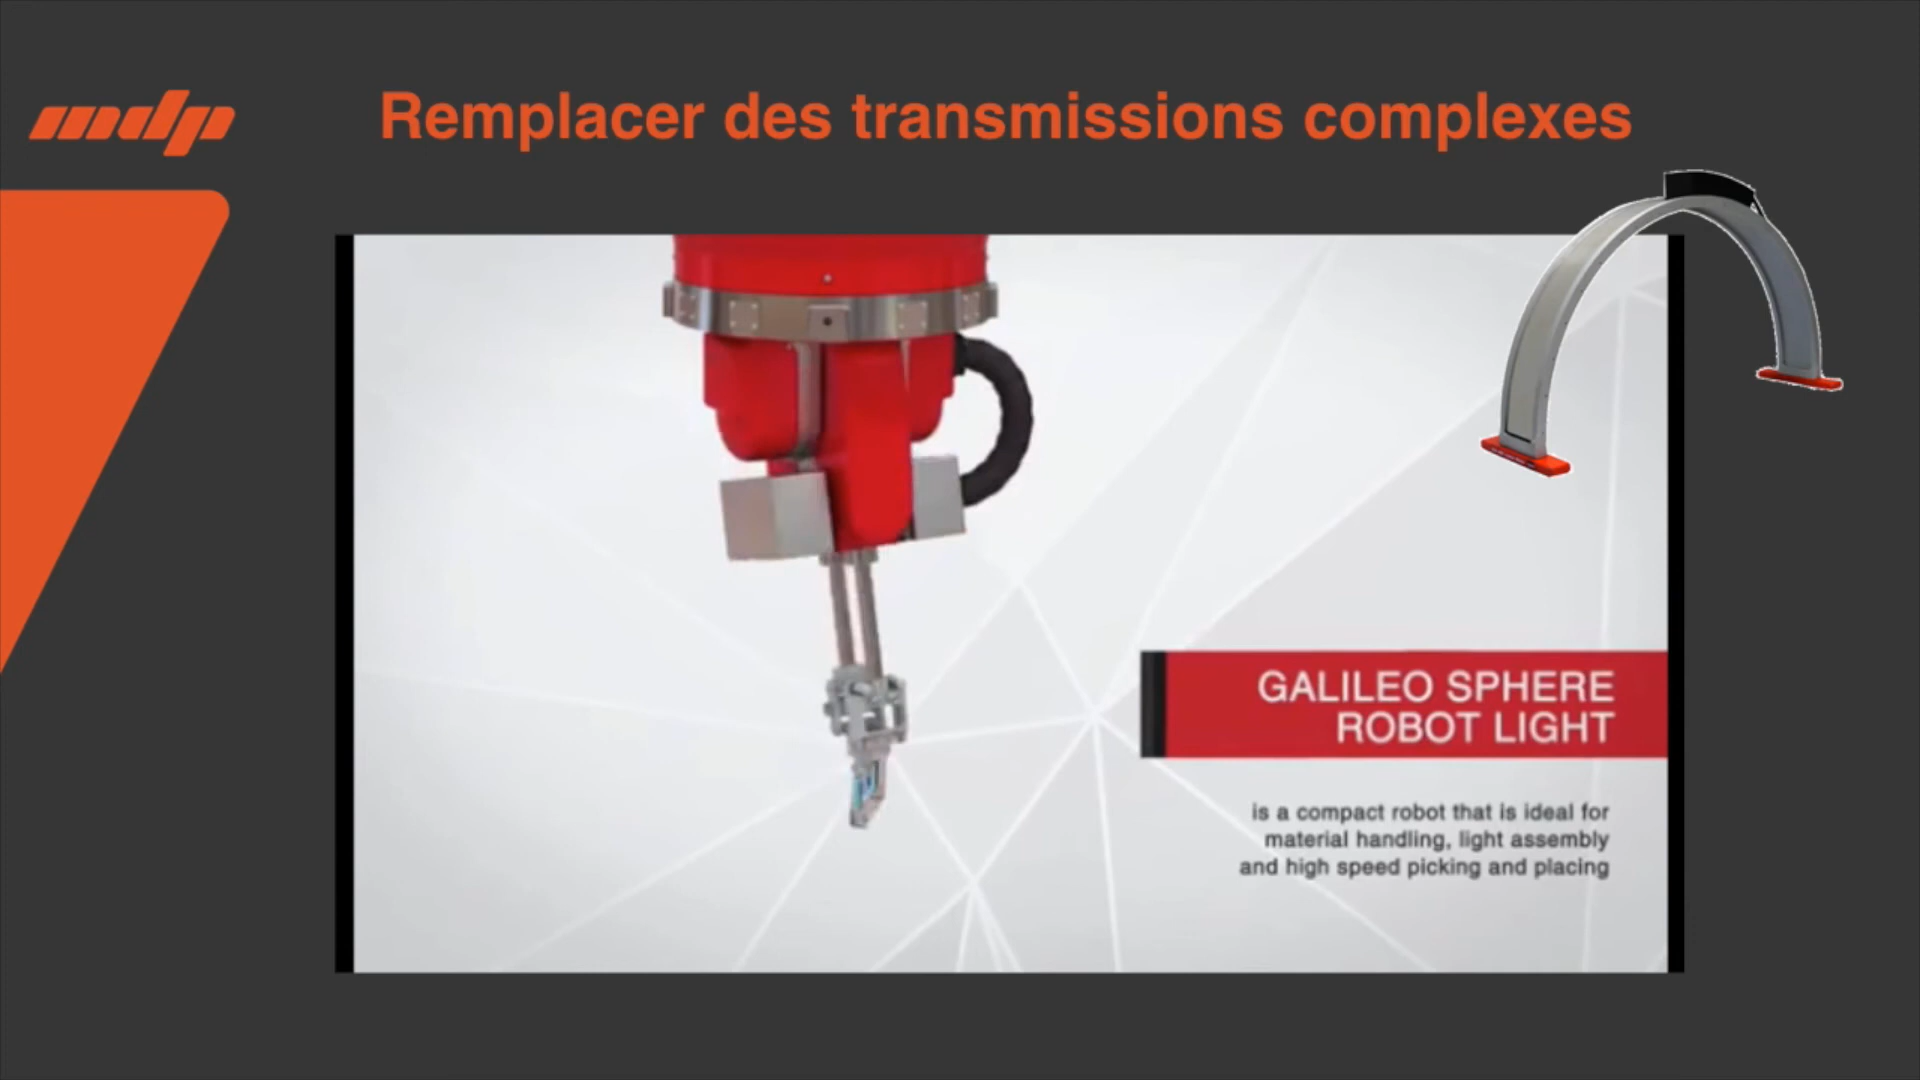 mdp
Remplacer des transmissions complexes
GALILEO SPHERE
ROBOT LIGHT
is a compact robot that is ideal for
material handling, light assembly
and high speed picking and placing